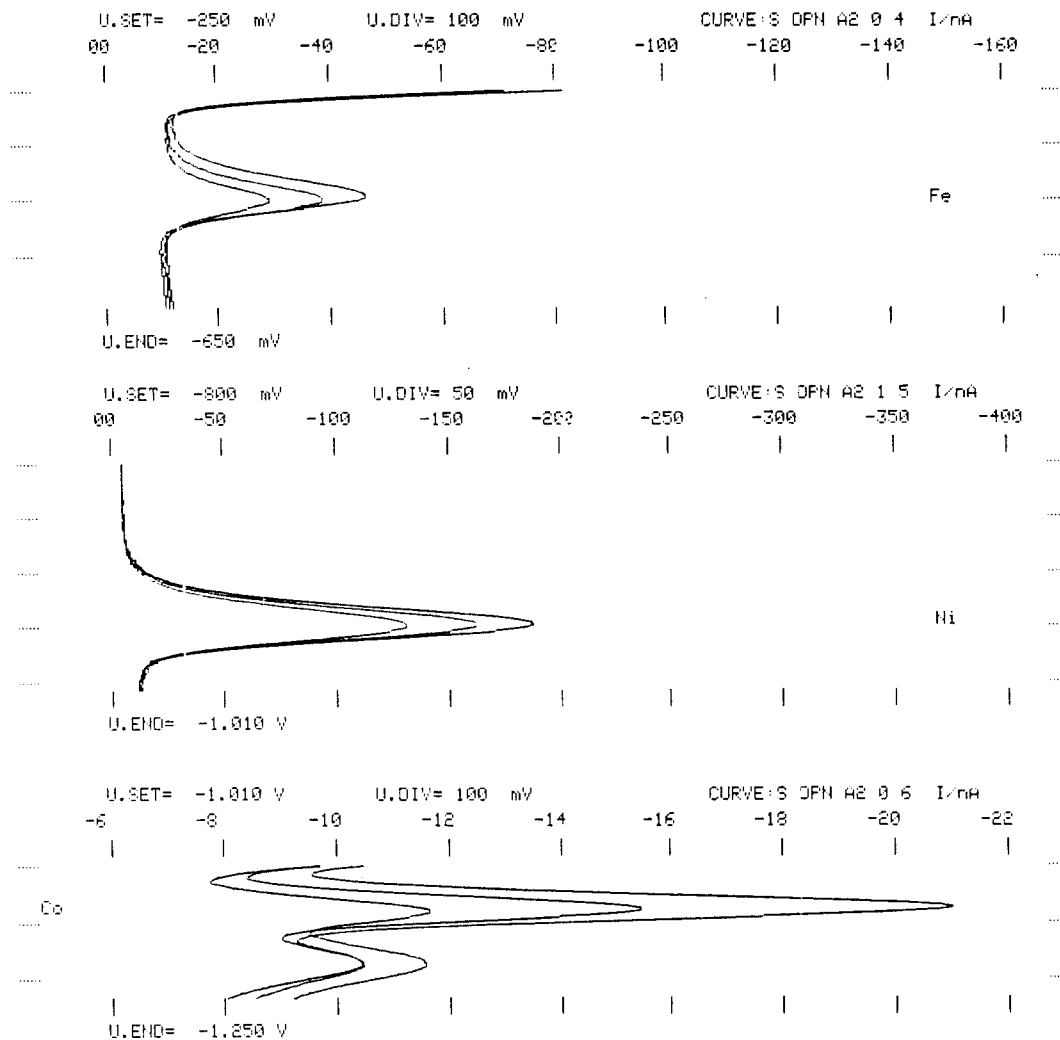 U.SET= -250 mV U.DIV= 100 mV CURVE:S DPN A2 0 4 I/nA
00 -20 -40 -60 -80 -100 -120 -140 -160
Fe
U.END= -650 mV
U.SET= -800 mV U.DIV= 50 mV CURVE:S DPN A2 1 5 I/nA
00 -50 -100 -150 -200 -250 -300 -350 -400
Ni
U.END= -1.010 V
U.SET= -1.010 V U.DIV= 100 mV CURVE:S DPN A2 0 6 I/nA
-6 -8 -10 -12 -14 -16 -18 -20 -22
Co
U.END= -1.250 V